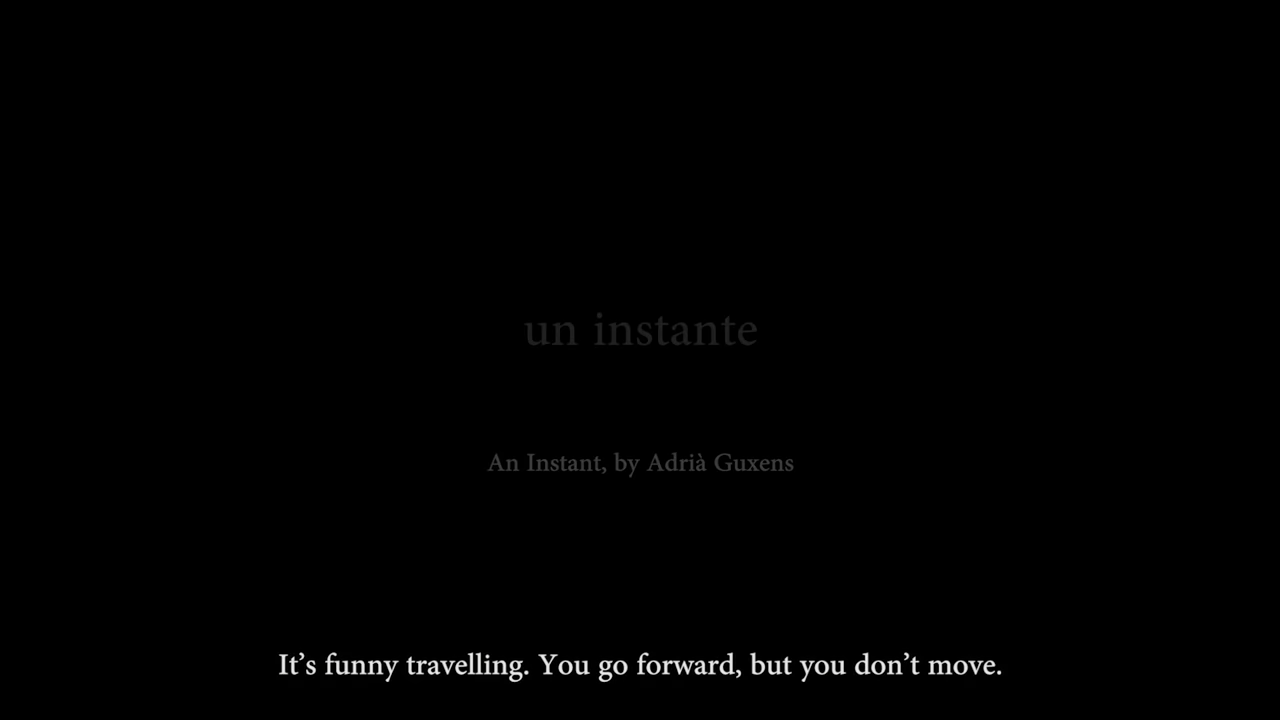 un instante
An Instant, by Adrià Guxens
It’s funny travelling. You go forward, but you don’t move.